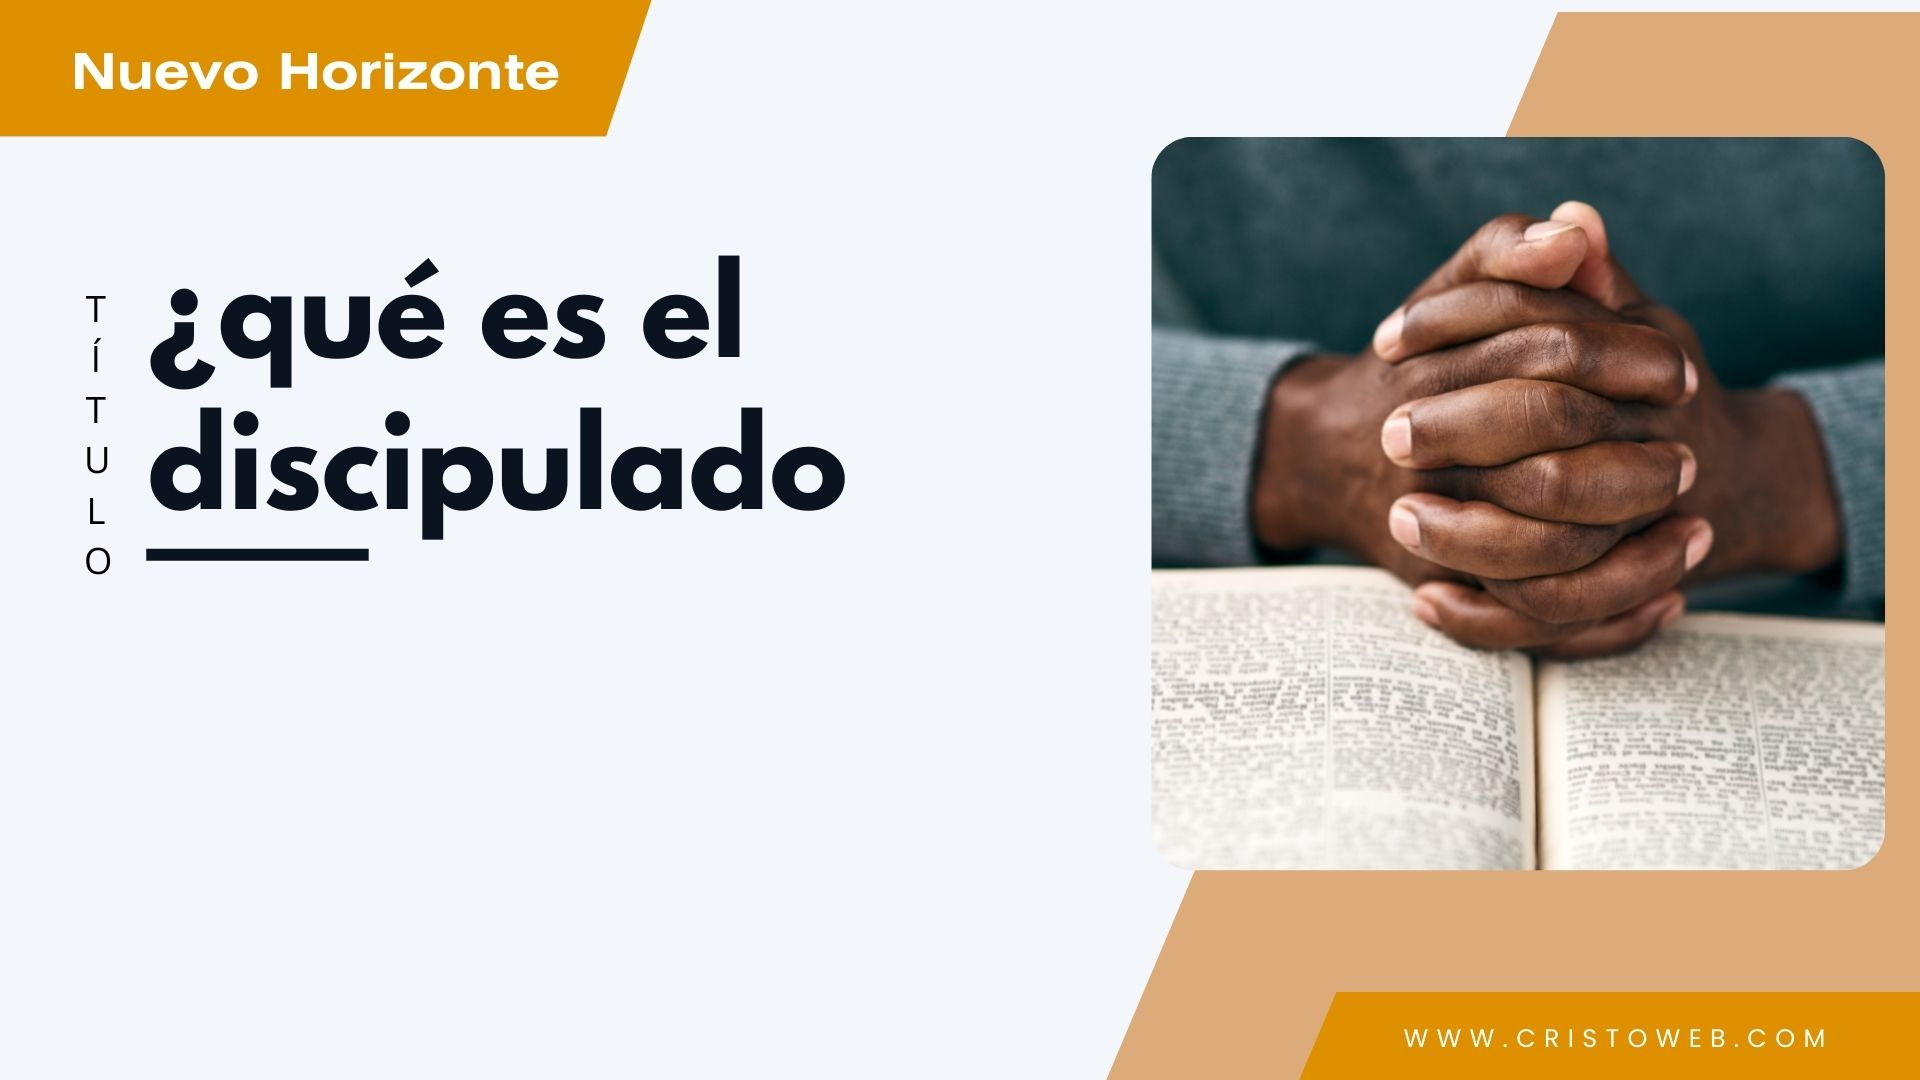 Nuevo Horizonte
TÍTULO
¿qué es el
discipulado
WWW.CRISTOWEB.COM